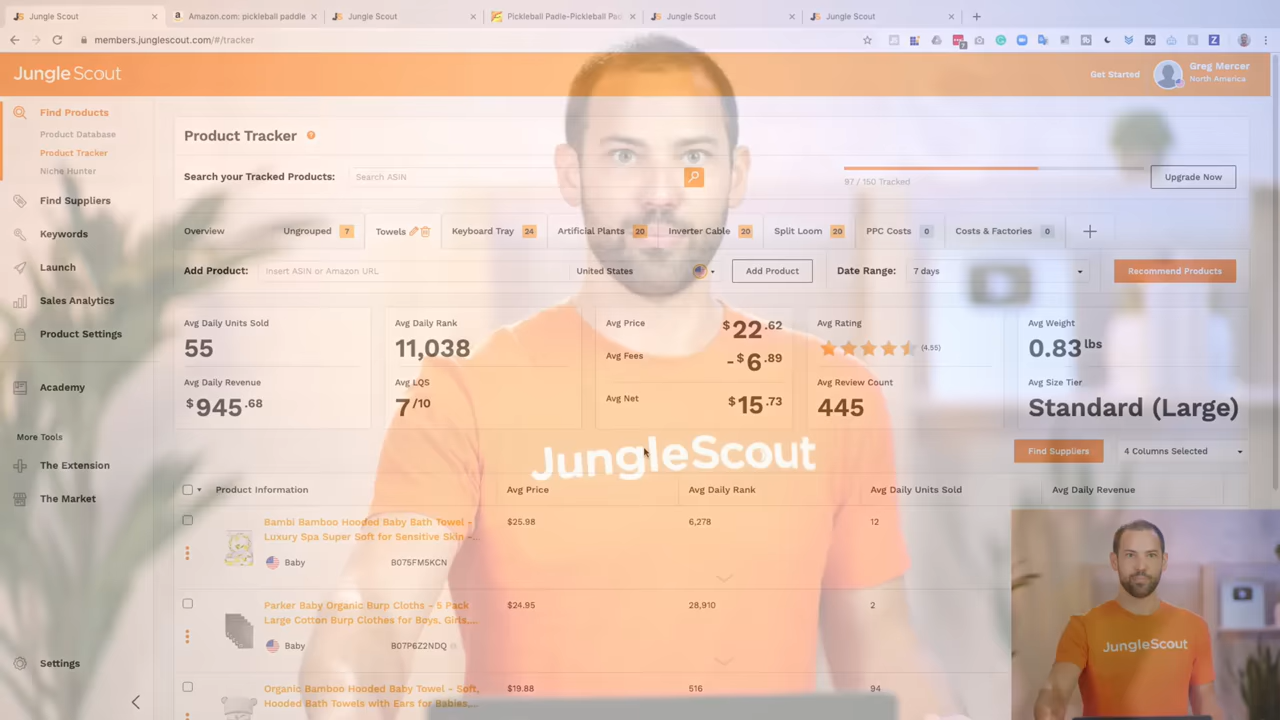 Jungle Scout
Amazon.com: pickleball paddle
Jungle Scout
Pickleball Padle-Pickleball Pad
Jungle Scout
Jungle Scout
members.junglescout.com/#/tracker
Jungle Scout
Get Started
Greg Mercer
North America
Find Products
Product Database
Product Tracker
Niche Hunter
Find Suppliers
Keywords
Launch
Sales Analytics
Product Settings
Academy
More Tools
The Extension
The Market
Settings
Product Tracker
Search your Tracked Products:
Search ASIN
97 / 150 Tracked
Upgrade Now
Overview
Ungrouped 7
Towels
Keyboard Tray 24
Artificial Plants 20
Inverter Cable 20
Split Loom 20
PPC Costs 0
Costs & Factories 0
Add Product:
Insert ASIN or Amazon URL
United States
Add Product
Date Range:
7 days
Recommend Products
Avg Daily Units Sold
55
Avg Daily Revenue
$945.68
Avg Daily Rank
11,038
Avg LQS
7/10
Avg Price
$22.62
Avg Fees
-$6.89
Avg Net
$15.73
Avg Rating
(4.55)
Avg Review Count
445
Avg Weight
0.83 lbs
Avg Size Tier
Standard (Large)
Find Suppliers
4 Columns Selected
JungleScout
Product Information
Avg Price
Avg Daily Rank
Avg Daily Units Sold
Avg Daily Revenue
Bambi Bamboo Hooded Baby Bath Towel -
Luxury Spa Super Soft for Sensitive Skin -
Baby
B075FM5KCN
$25.98
6,278
12
Parker Baby Organic Burp Cloths - 5 Pack
Large Cotton Burp Clothes for Boys, Girls,...
Baby
B07P6Z2NDQ
$24.95
28,910
2
Organic Bamboo Hooded Baby Towel - Soft,
Hooded Bath Towels with Ears for Babies,
$19.88
516
94
JungleScout